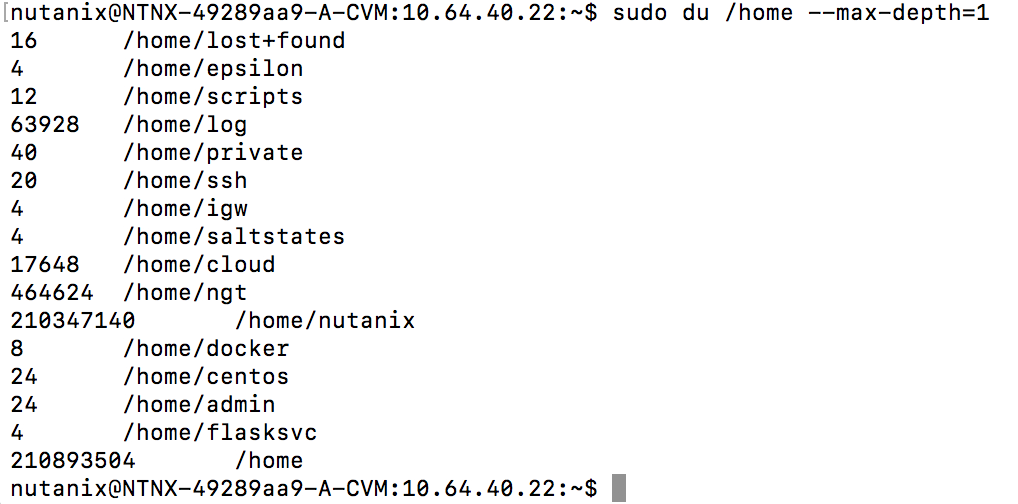 [nutanix@NTNX-49289aa9-A-CVM:10.64.40.22:~$ sudo du /home --max-depth=1
16	/home/lost+found
4	/home/epsilon
12	/home/scripts
63928	/home/log
40	/home/private
20	/home/ssh
4	/home/igw
4	/home/saltstates
17648	/home/cloud
464624	/home/ngt
210347140	/home/nutanix
8	/home/docker
24	/home/centos
24	/home/admin
4	/home/flasksvc
210893504	/home
nutanix@NTNX-49289aa9-A-CVM:10.64.40.22:~$